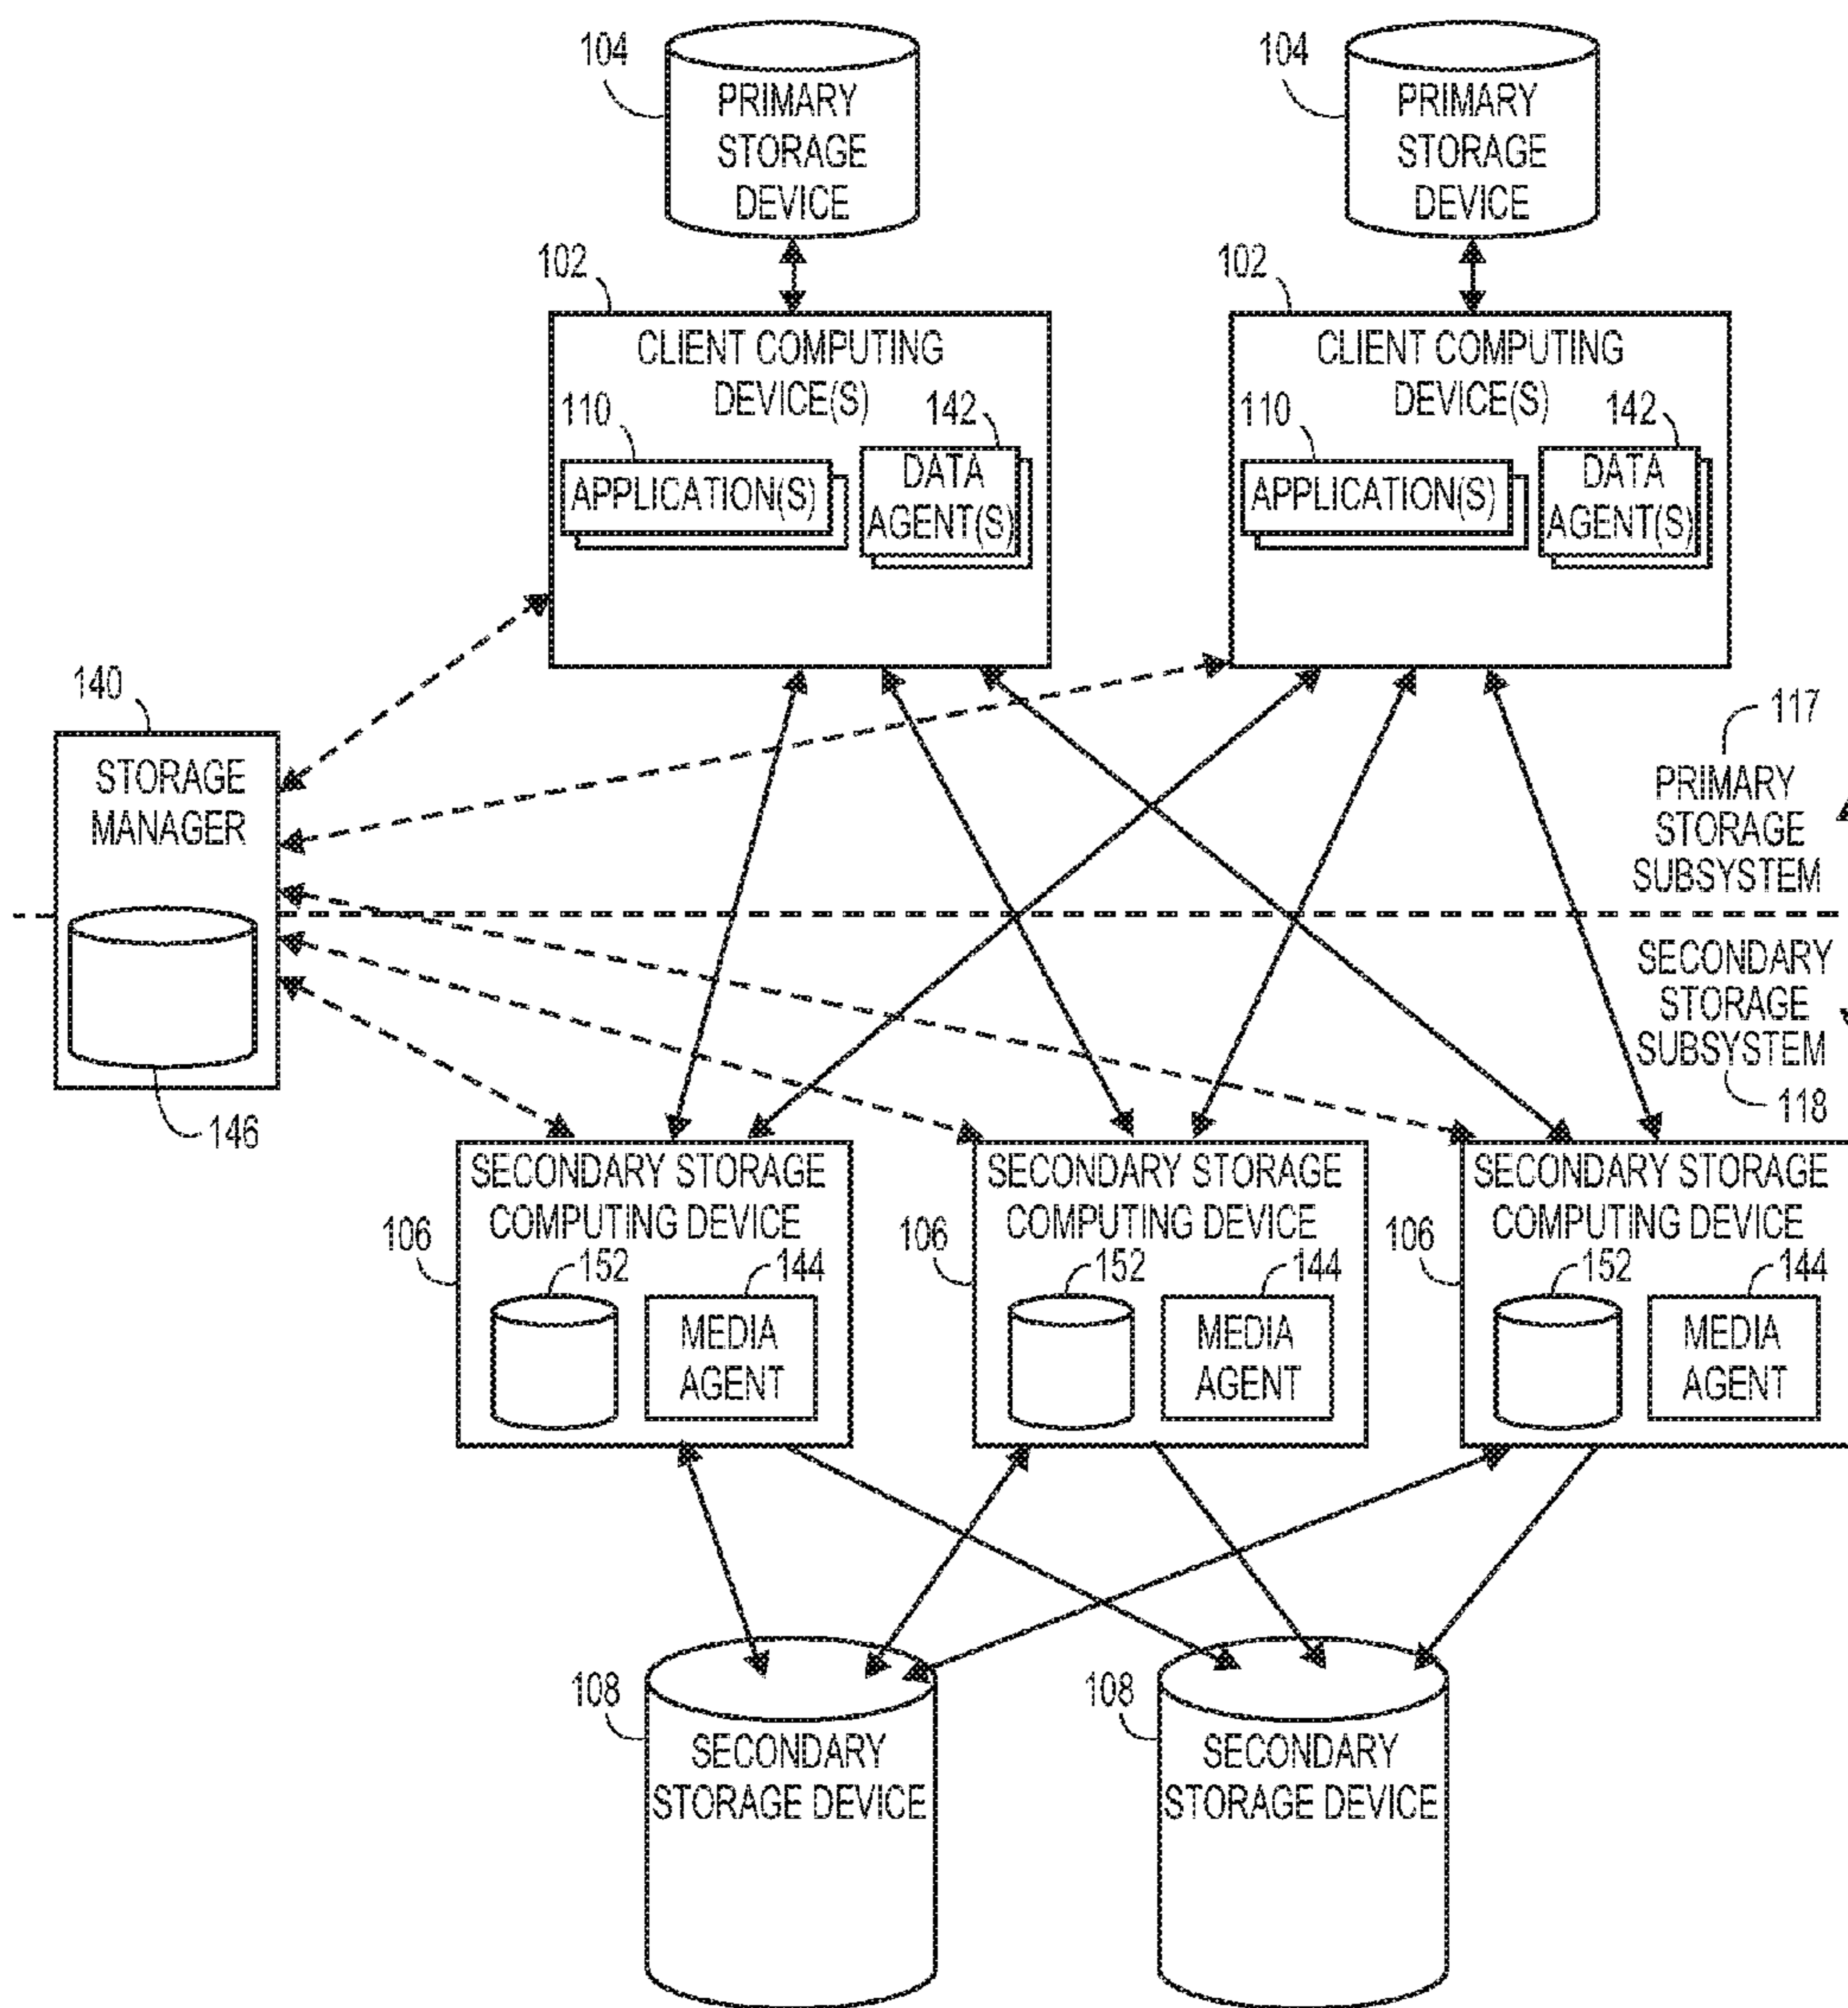 104
PRIMARY
STORAGE
DEVICE
104
PRIMARY
STORAGE
DEVICE
102
CLIENT COMPUTING
DEVICE(S)
110
APPLICATION(S)
142
DATA
AGENT(S)
102
CLIENT COMPUTING
DEVICE(S)
110
APPLICATION(S)
142
DATA
AGENT(S)
140
STORAGE
MANAGER
146
117
PRIMARY
STORAGE
SUBSYSTEM
SECONDARY
STORAGE
SUBSYSTEM
118
106
SECONDARY STORAGE
COMPUTING DEVICE
152
144
MEDIA
AGENT
106
SECONDARY STORAGE
COMPUTING DEVICE
152
144
MEDIA
AGENT
106
SECONDARY STORAGE
COMPUTING DEVICE
152
144
MEDIA
AGENT
108
SECONDARY
STORAGE DEVICE
108
SECONDARY
STORAGE DEVICE